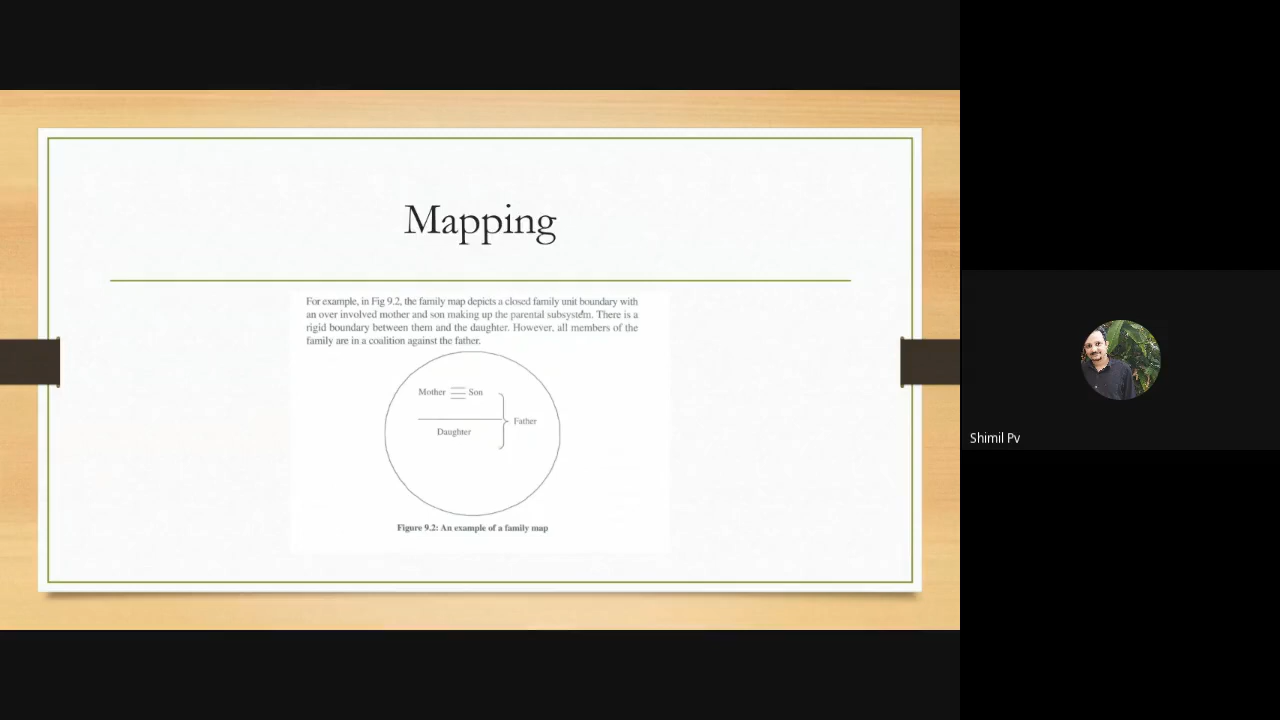 Mapping
For example, in Fig 9.2, the family map depicts a closed family unit boundary with
an over involved mother and son making up the parental subsystem. There is a
rigid boundary between them and the daughter. However, all members of the
family are in a coalition against the father.
Mother Son
Father
Daughter
Figure 9.2: An example of a family map
Shimil Pv